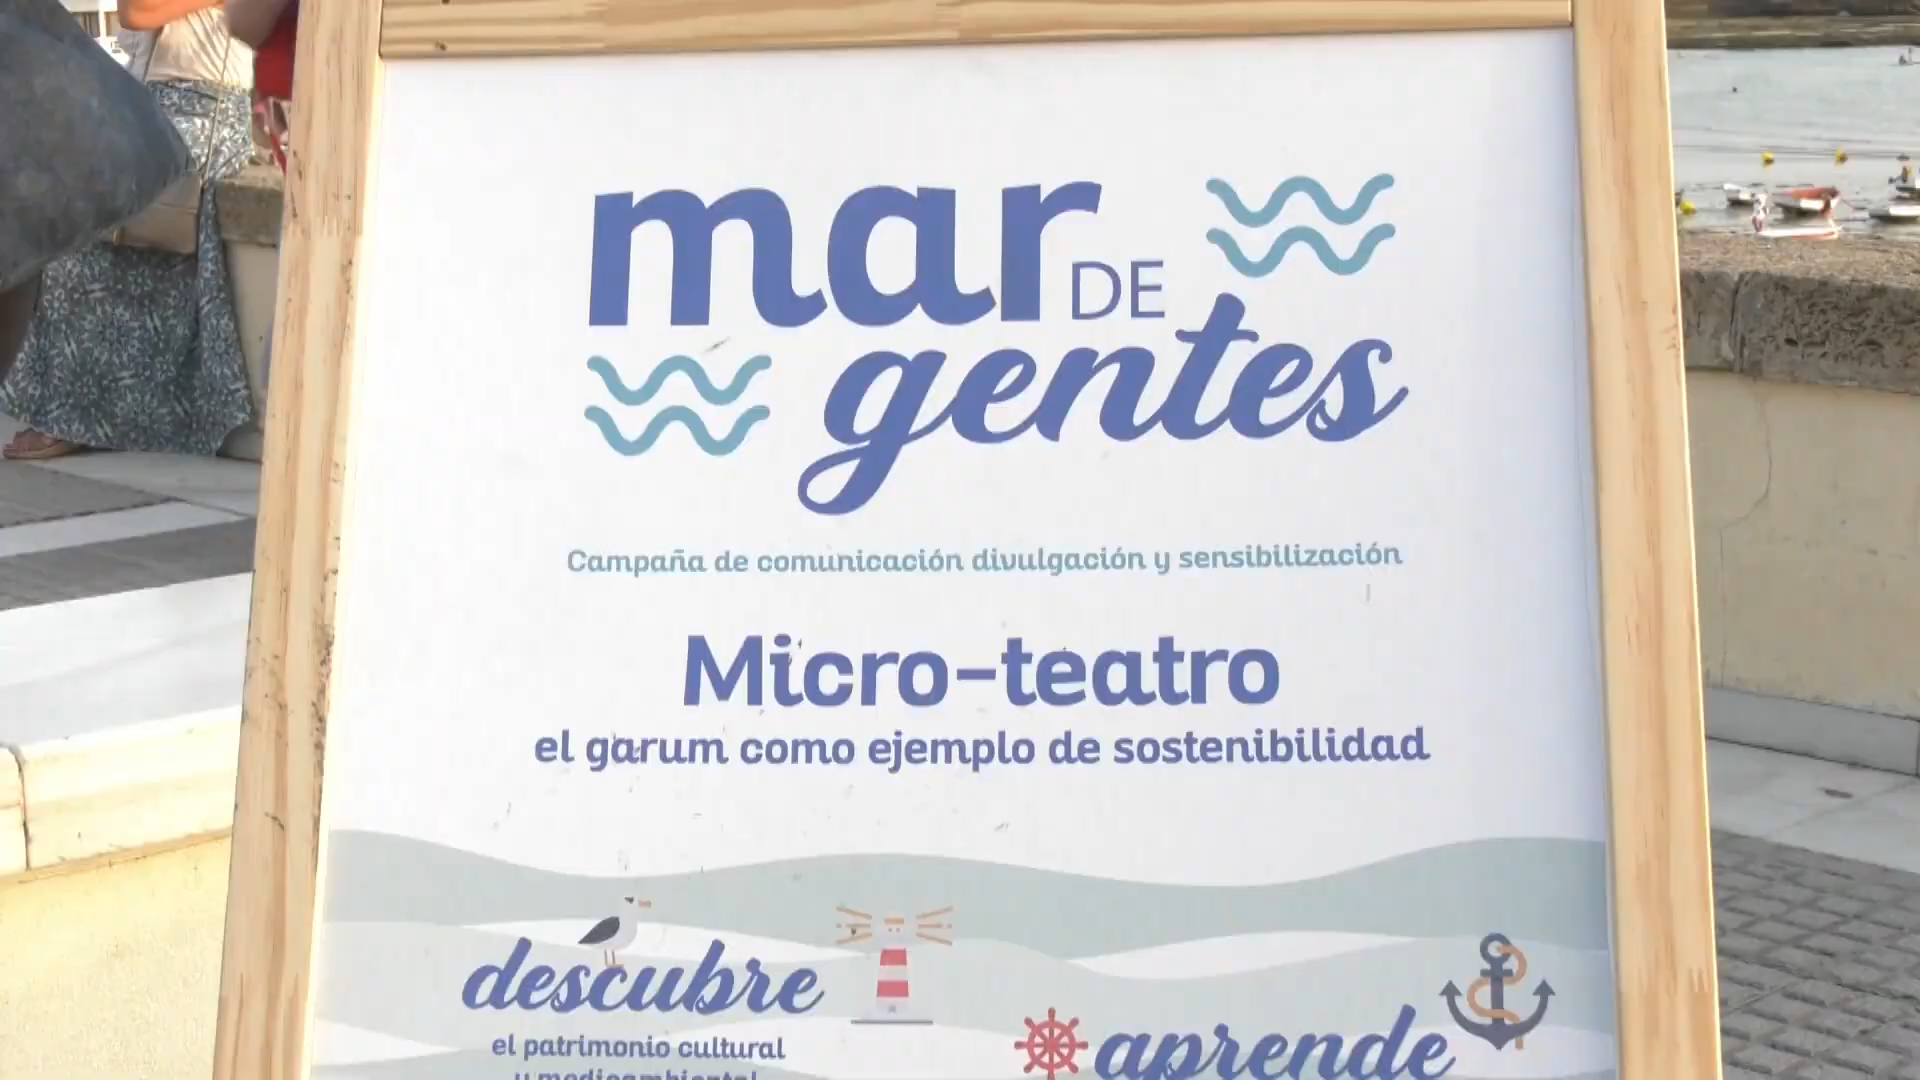 mar DE
gentes
Campaña de comunicación divulgación y sensibilización
Micro-teatro
el garum como ejemplo de sostenibilidad
descubre
el patrimonio cultural
y medioambiental
aprende